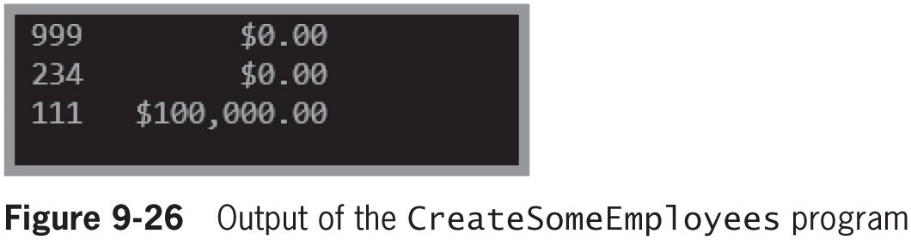 999 $0.00
234 $0.00
111 $100,000.00
Figure 9-26 Output of the CreateSomeEmployees program